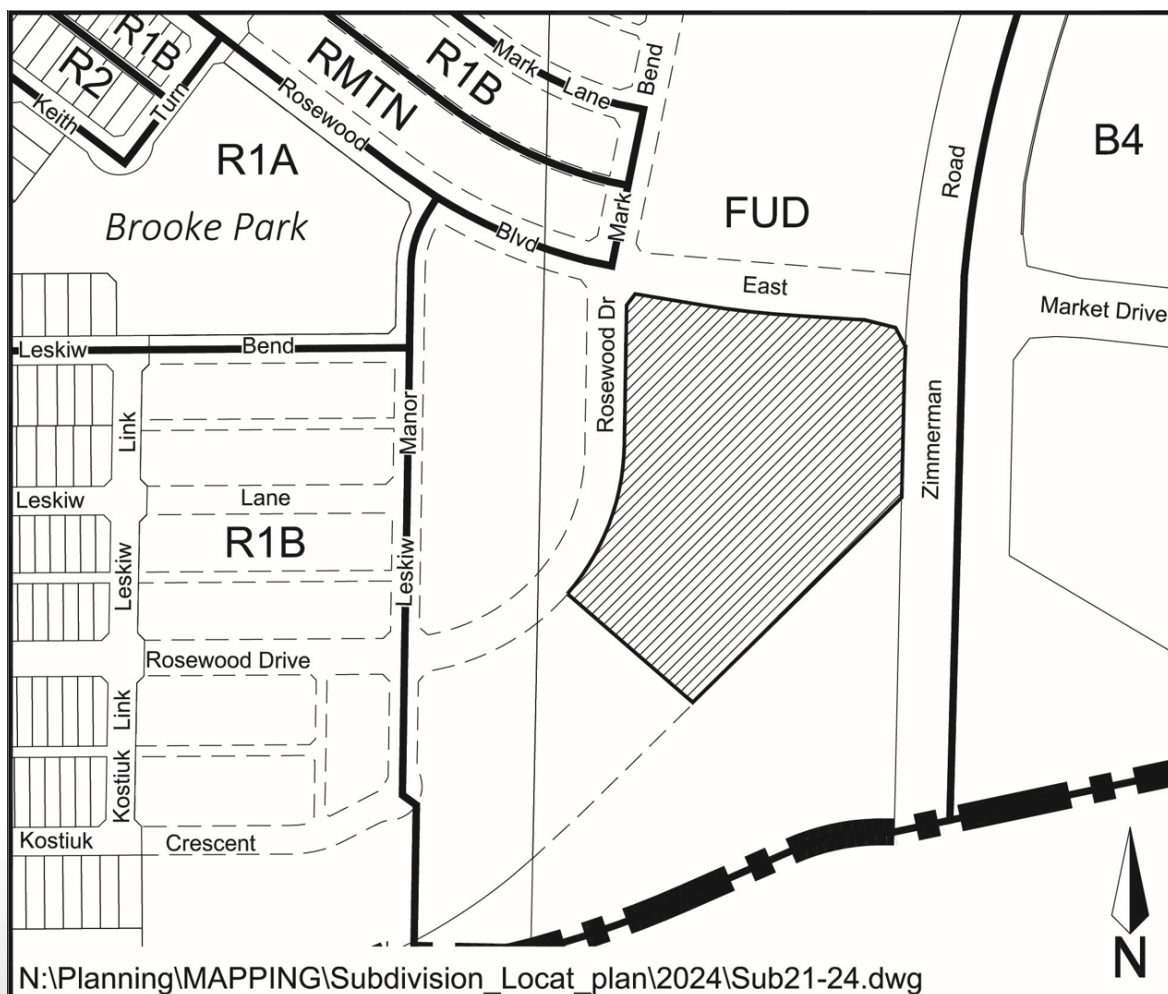 R1B
R2
Keith
Turn
RMTN
R1B
Mark Lane
Bend
Rosewood
Blvd
Mark
R1A
Brooke Park
FUD
Road
B4
East
Market Drive
Rosewood Dr
Zimmerman
Leskiw Bend
Link
Manor
Leskiw Lane
R1B
Leskiw
Leskiw
Rosewood Drive
Link
Kostiuk
Kostiuk Crescent
N
N:\Planning\MAPPING\Subdivision_Locat_plan\2024\Sub21-24.dwg